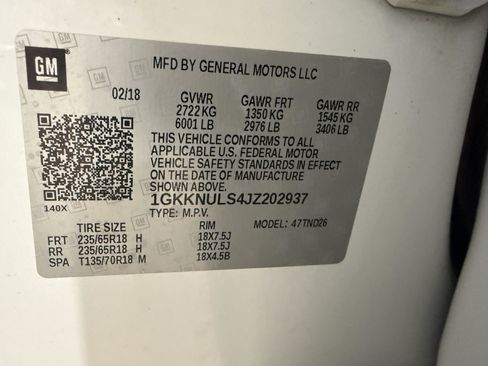 GM
MFD BY GENERAL MOTORS LLC
02/18 GVWR GAWR FRT GAWR RR
2722 KG 1350 KG 1545 KG
6001 LB 2976 LB 3406 LB
THIS VEHICLE CONFORMS TO ALL
APPLICABLE U.S. FEDERAL MOTOR
VEHICLE SAFETY STANDARDS IN EFFECT
ON THE DATE OF MANUFACTURE
SHOWN ABOVE.
1GKKNULS4JZ202937
140X
TYPE: M.P.V. MODEL: 47TND26
TIRE SIZE RIM
FRT 235/65R18 H 18X7.5J
RR 235/65R18 H 18X7.5J
SPA T135/70R18 M 18X4.5B